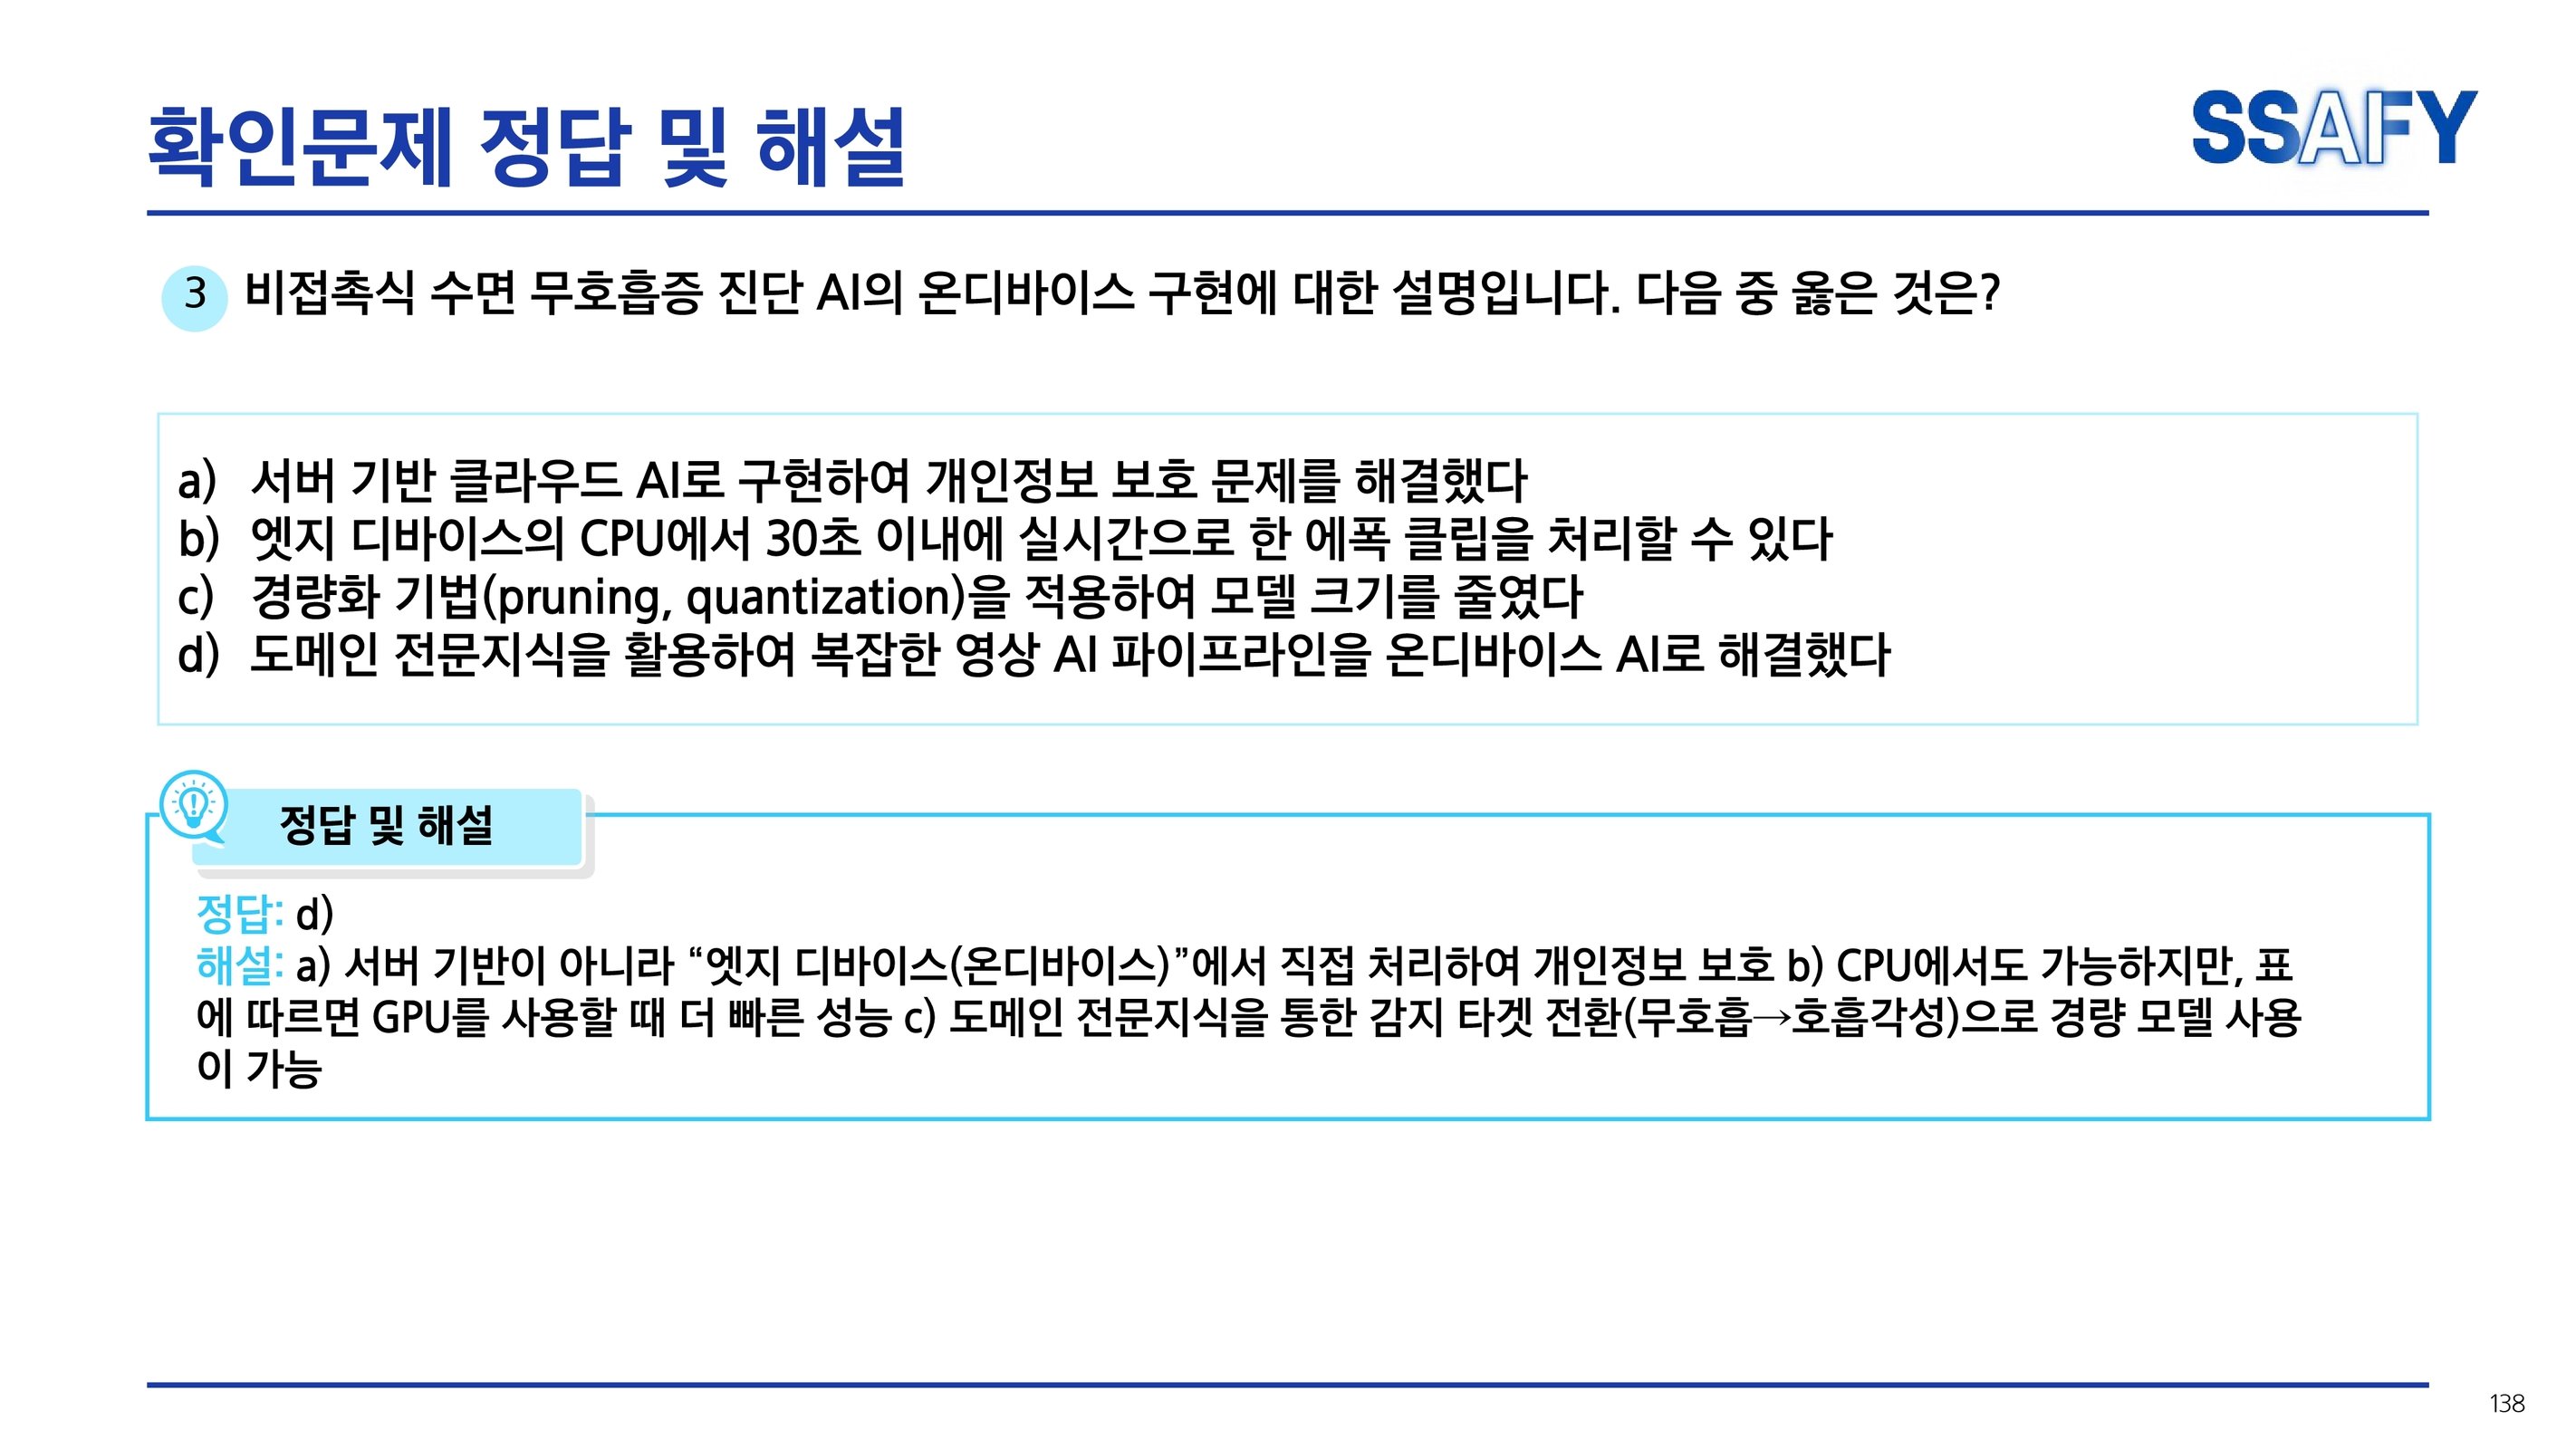 확인문제 정답 및 해설
SSAFY
3 비접촉식 수면 무호흡증 진단 AI의 온디바이스 구현에 대한 설명입니다. 다음 중 옳은 것은?
a) 서버 기반 클라우드 AI로 구현하여 개인정보 보호 문제를 해결했다
b) 엣지 디바이스의 CPU에서 30초 이내에 실시간으로 한 에폭 클립을 처리할 수 있다
c) 경량화 기법(pruning, quantization)을 적용하여 모델 크기를 줄였다
d) 도메인 전문지식을 활용하여 복잡한 영상 AI 파이프라인을 온디바이스 AI로 해결했다
정답 및 해설
정답: d)
해설: a) 서버 기반이 아니라 “엣지 디바이스(온디바이스)”에서 직접 처리하여 개인정보 보호 b) CPU에서도 가능하지만, 표
에 따르면 GPU를 사용할 때 더 빠른 성능 c) 도메인 전문지식을 통한 감지 타겟 전환(무호흡→호흡각성)으로 경량 모델 사용
이 가능
138